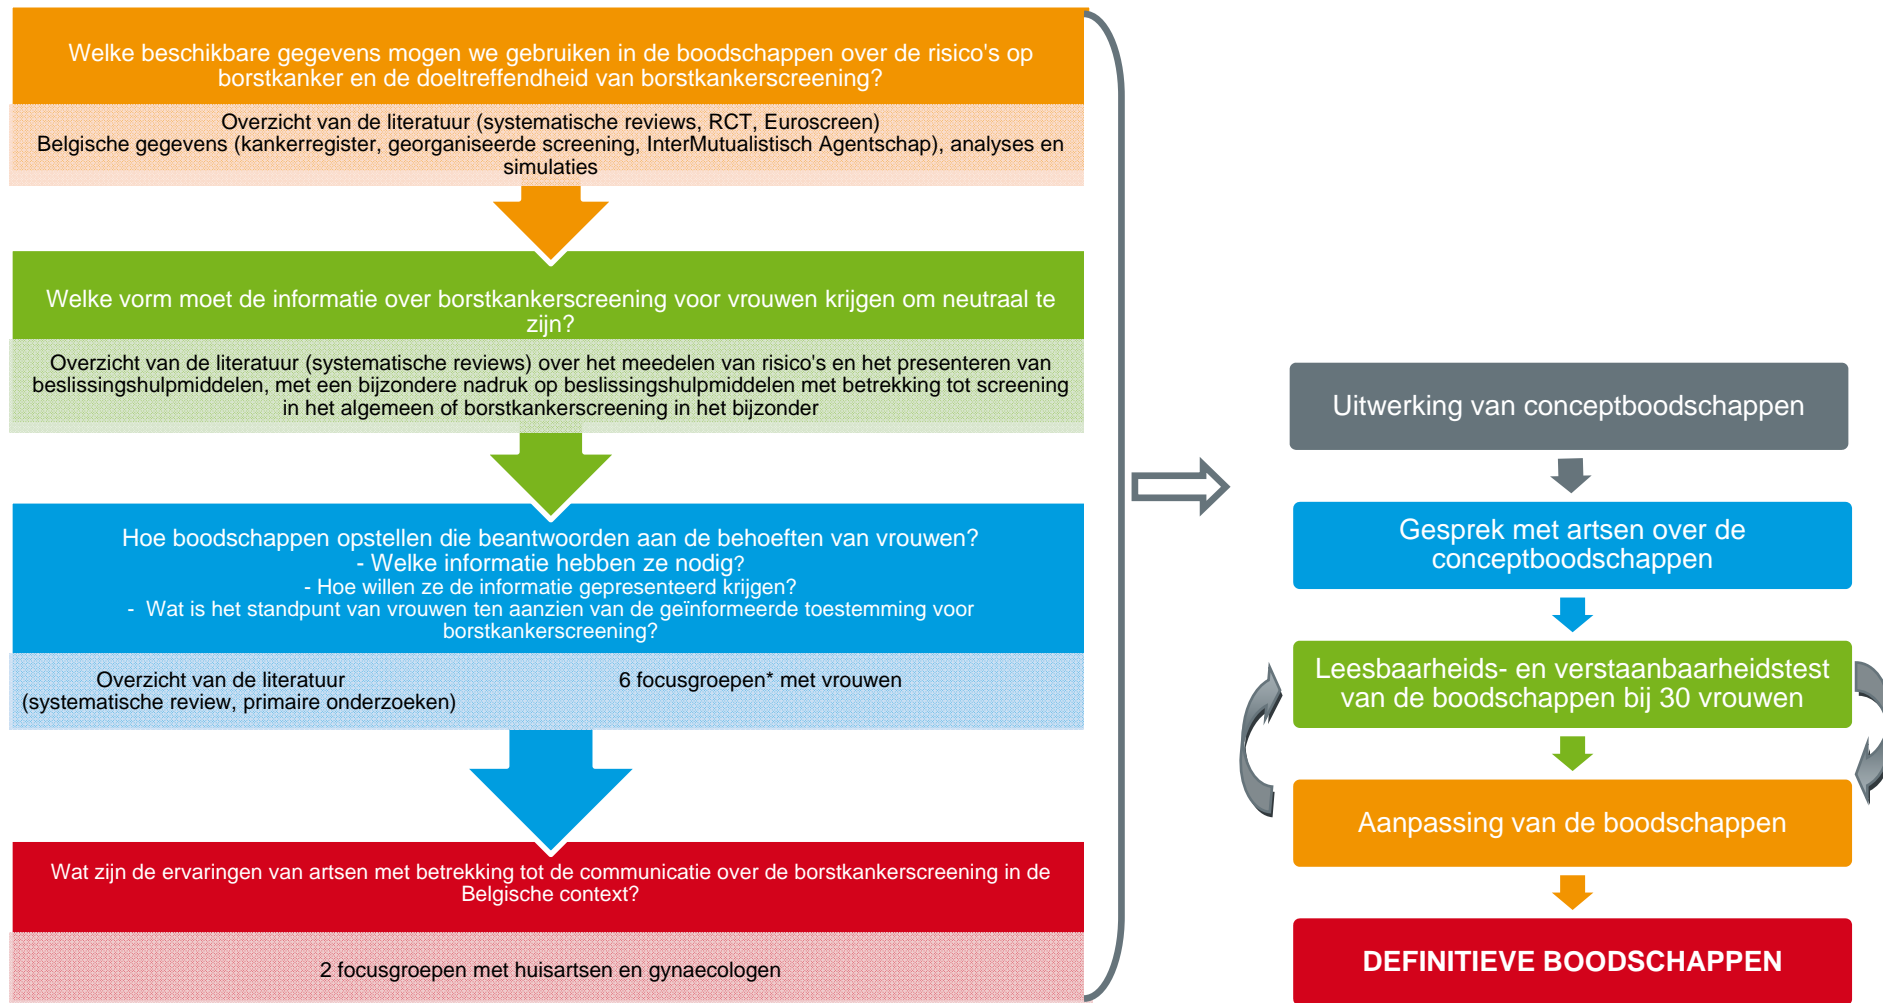 Welke beschikbare gegevens mogen we gebruiken in de boodschappen over de risico's op
borstkanker en de doeltreffendheid van borstkankerscreening?
Overzicht van de literatuur (systematische reviews, RCT, Euroscreen)
Belgische gegevens (kankerregister, georganiseerde screening, InterMutualistisch Agentschap), analyses en
simulaties
Welke vorm moet de informatie over borstkankerscreening voor vrouwen krijgen om neutraal te
zijn?
Overzicht van de literatuur (systematische reviews) over het meedelen van risico's en het presenteren van
beslissingshulpmiddelen, met een bijzondere nadruk op beslissingshulpmiddelen met betrekking tot screening
in het algemeen of borstkankerscreening in het bijzonder
Hoe boodschappen opstellen die beantwoorden aan de behoeften van vrouwen?
- Welke informatie hebben ze nodig?
- Hoe willen ze de informatie gepresenteerd krijgen?
- Wat is het standpunt van vrouwen ten aanzien van de geïnformeerde toestemming voor
borstkankerscreening?
Overzicht van de literatuur
(systematische review, primaire onderzoeken)
6 focusgroepen* met vrouwen
Wat zijn de ervaringen van artsen met betrekking tot de communicatie over de borstkankerscreening in de
Belgische context?
2 focusgroepen met huisartsen en gynaecologen
Uitwerking van conceptboodschappen
Gesprek met artsen over de
conceptboodschappen
Leesbaarheids- en verstaanbaarheidstest
van de boodschappen bij 30 vrouwen
Aanpassing van de boodschappen
DEFINITIEVE BOODSCHAPPEN